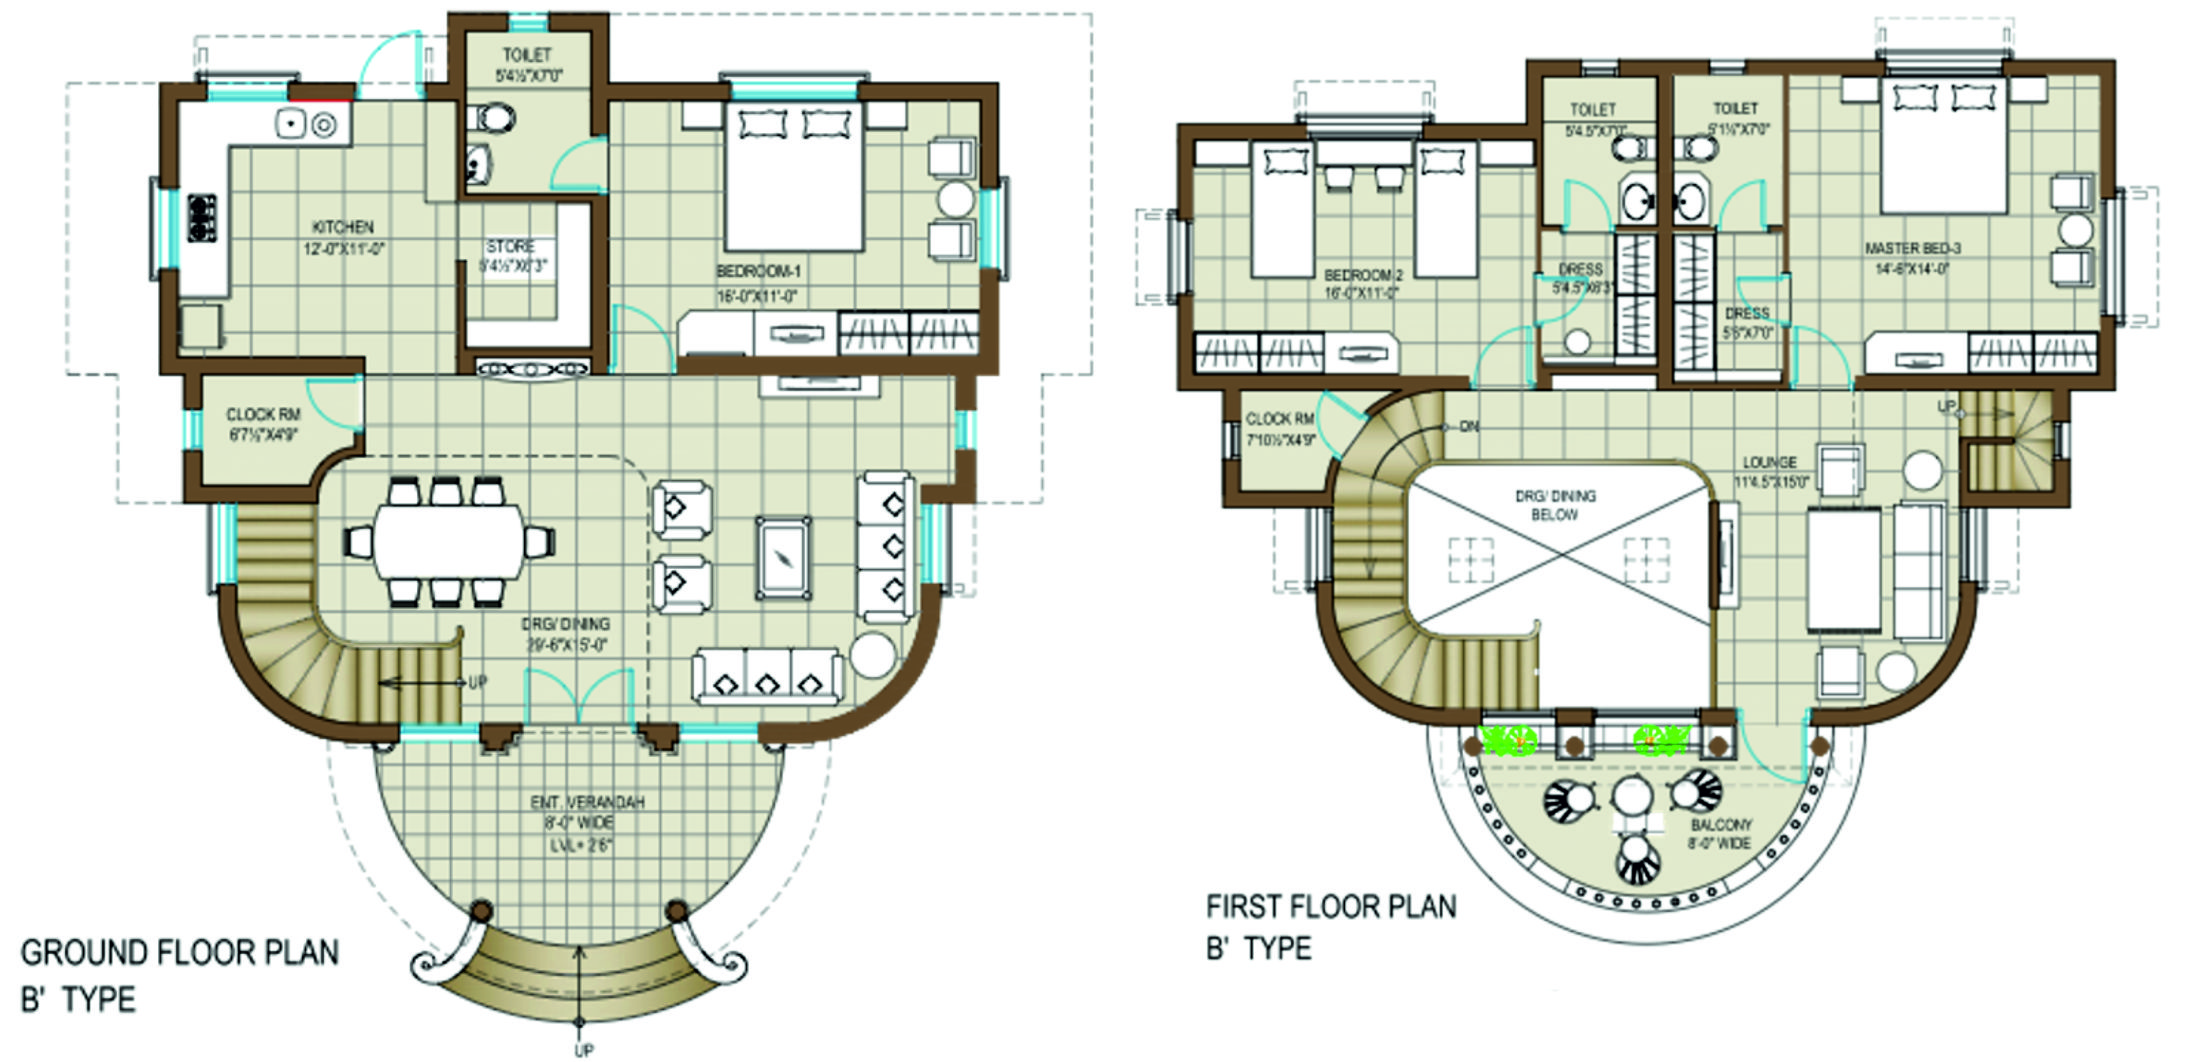 TOILET
5'4½"X7'0"
KITCHEN
12'-0"X11'-0"
STORE
5'4½"X6'3"
BEDROOM-1
16'-0"X11'-0"
CLOCK RM
6'7½"X4'9"
DRG/ DINING
29'-6"X15'-0"
UP
ENT. VERANDAH
8'-0" WIDE
LVL+ 2'6"
UP
GROUND FLOOR PLAN
B' TYPE
TOILET
5'4.5"X7'0"
TOILET
5'1½"X7'0"
BEDROOM-2
16'-0"X11'-0"
DRESS
5'4.5"X6'3"
DRESS
5'6"X7'0"
MASTER BED-3
14'-6"X14'-0"
CLOCK RM
7'10½"X4'9"
DN
UP
LOUNGE
11'4.5"X15'0"
DRG/ DINING
BELOW
BALCONY
8'-0" WIDE
FIRST FLOOR PLAN
B' TYPE